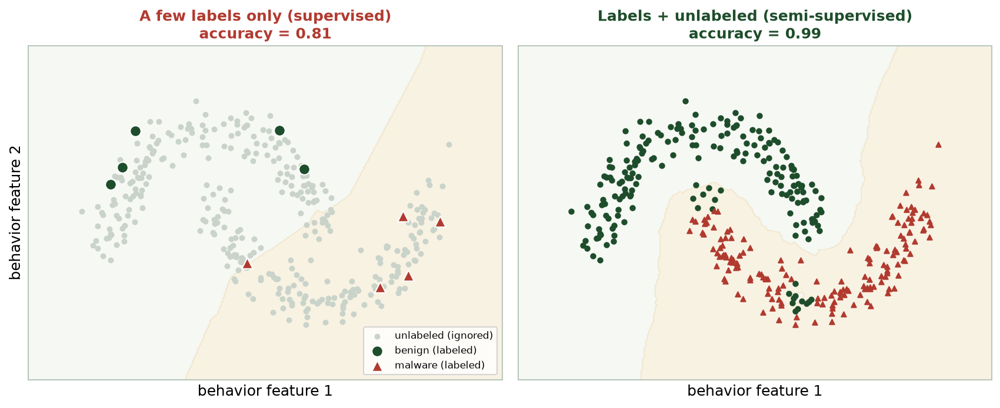 A few labels only (supervised)
accuracy = 0.81
Labels + unlabeled (semi-supervised)
accuracy = 0.99
behavior feature 2
unlabeled (ignored)
benign (labeled)
malware (labeled)
behavior feature 1
behavior feature 1